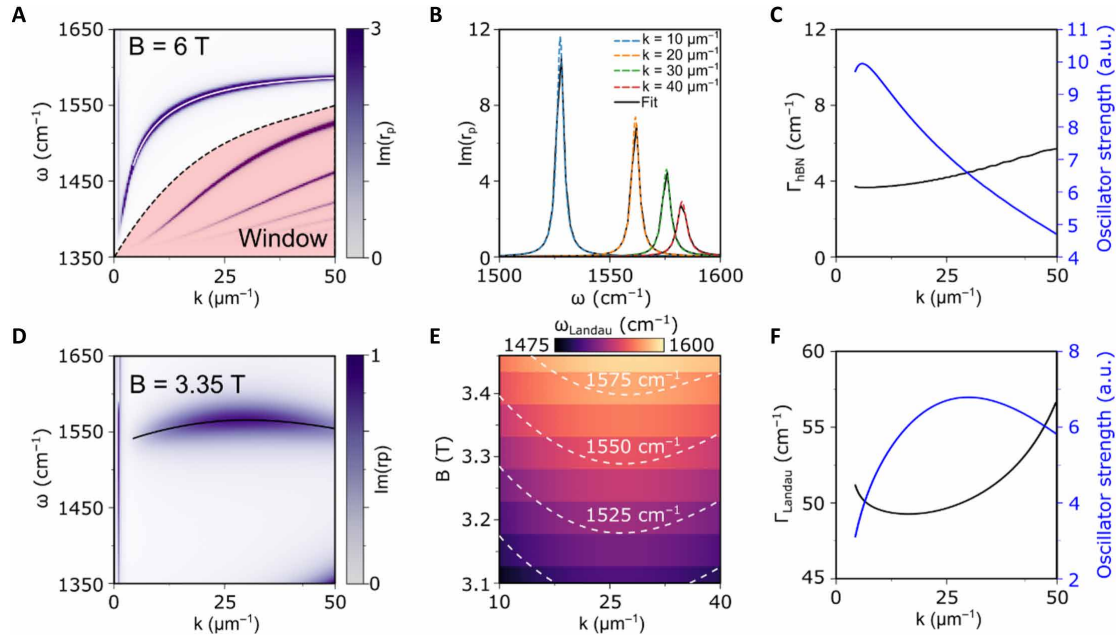 A
B = 6 T
Window
1650
1550
1450
1350
0
25
50
ω (cm⁻¹)
k (μm⁻¹)
3
0
Im(rₚ)
B
12
8
4
0
1500
1550
1600
Im(rₚ)
ω (cm⁻¹)
k = 10 μm⁻¹
k = 20 μm⁻¹
k = 30 μm⁻¹
k = 40 μm⁻¹
Fit
C
12
8
4
0
0
25
50
ΓhBN (cm⁻¹)
k (μm⁻¹)
11
10
9
8
7
6
5
4
Oscillator strength (a.u.)
D
B = 3.35 T
1650
1550
1450
1350
0
25
50
ω (cm⁻¹)
k (μm⁻¹)
1
0
Im(rp)
E
ωLandau (cm⁻¹)
1475
1600
1575 cm⁻¹
1550 cm⁻¹
1525 cm⁻¹
3.4
3.3
3.2
3.1
10
25
40
B (T)
k (μm⁻¹)
F
60
55
50
45
0
25
50
ΓLandau (cm⁻¹)
k (μm⁻¹)
8
6
4
2
Oscillator strength (a.u.)